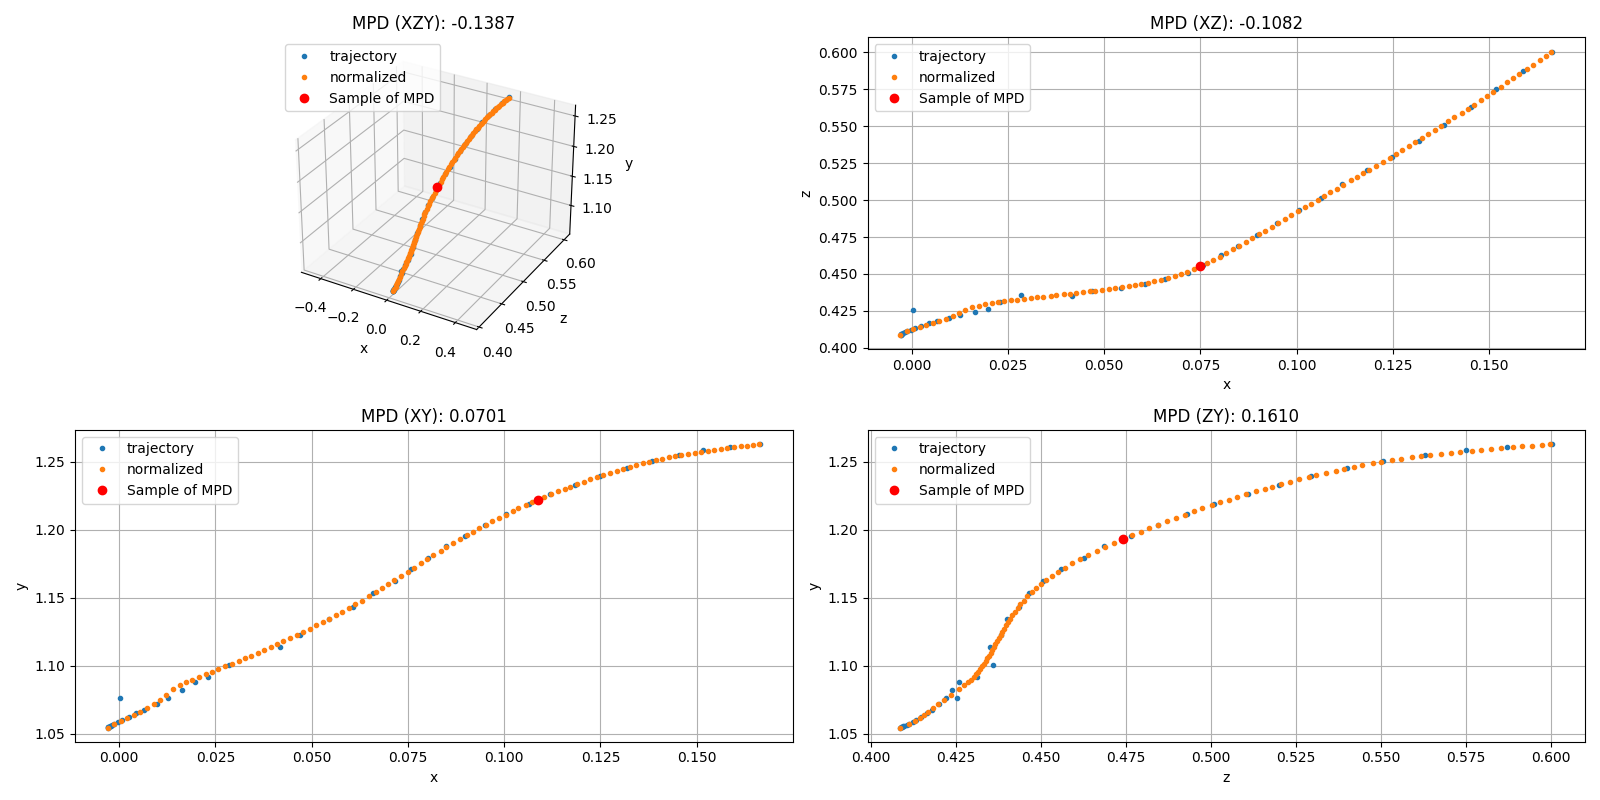 MPD (XZY): -0.1387
trajectory
normalized
Sample of MPD
1.25
1.20
1.15
1.10
y
−0.4
−0.2
0.0
0.2
0.4
x
0.40
0.45
0.50
0.55
0.60
z
MPD (XZ): -0.1082
trajectory
normalized
Sample of MPD
0.600
0.575
0.550
0.525
0.500
0.475
0.450
0.425
0.400
z
0.000 0.025 0.050 0.075 0.100 0.125 0.150
x
MPD (XY): 0.0701
trajectory
normalized
Sample of MPD
1.25
1.20
1.15
1.10
1.05
y
0.000 0.025 0.050 0.075 0.100 0.125 0.150
x
MPD (ZY): 0.1610
trajectory
normalized
Sample of MPD
1.25
1.20
1.15
1.10
1.05
y
0.400 0.425 0.450 0.475 0.500 0.525 0.550 0.575 0.600
z